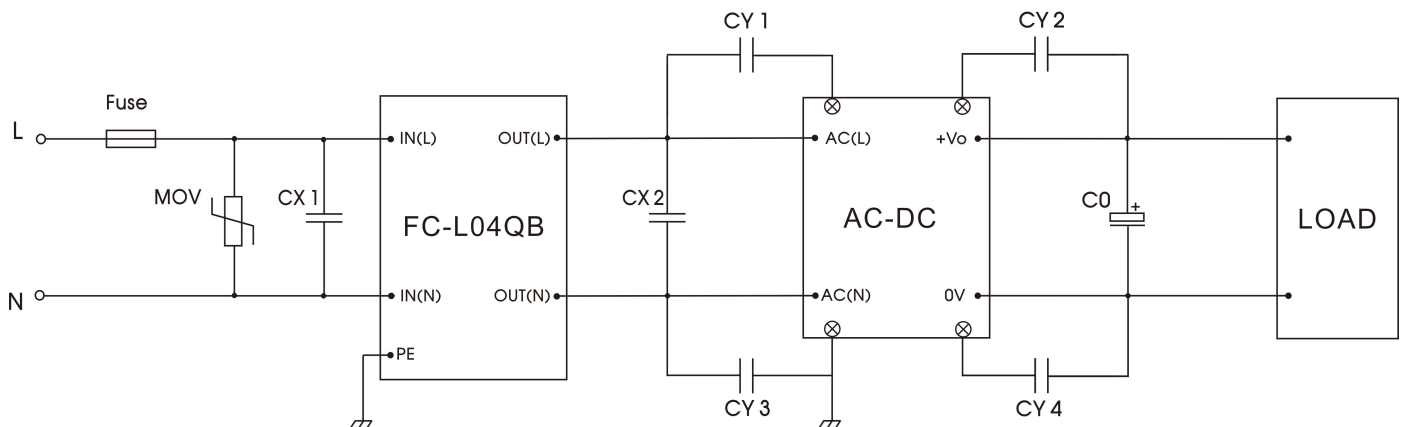 CY 1
CY 2
Fuse
L
IN(L)
OUT(L)
AC(L)
+Vo
MOV
CX 1
CX 2
C0
+
FC-L04QB
AC-DC
LOAD
N
IN(N)
OUT(N)
AC(N)
0V
PE
CY 3
CY 4